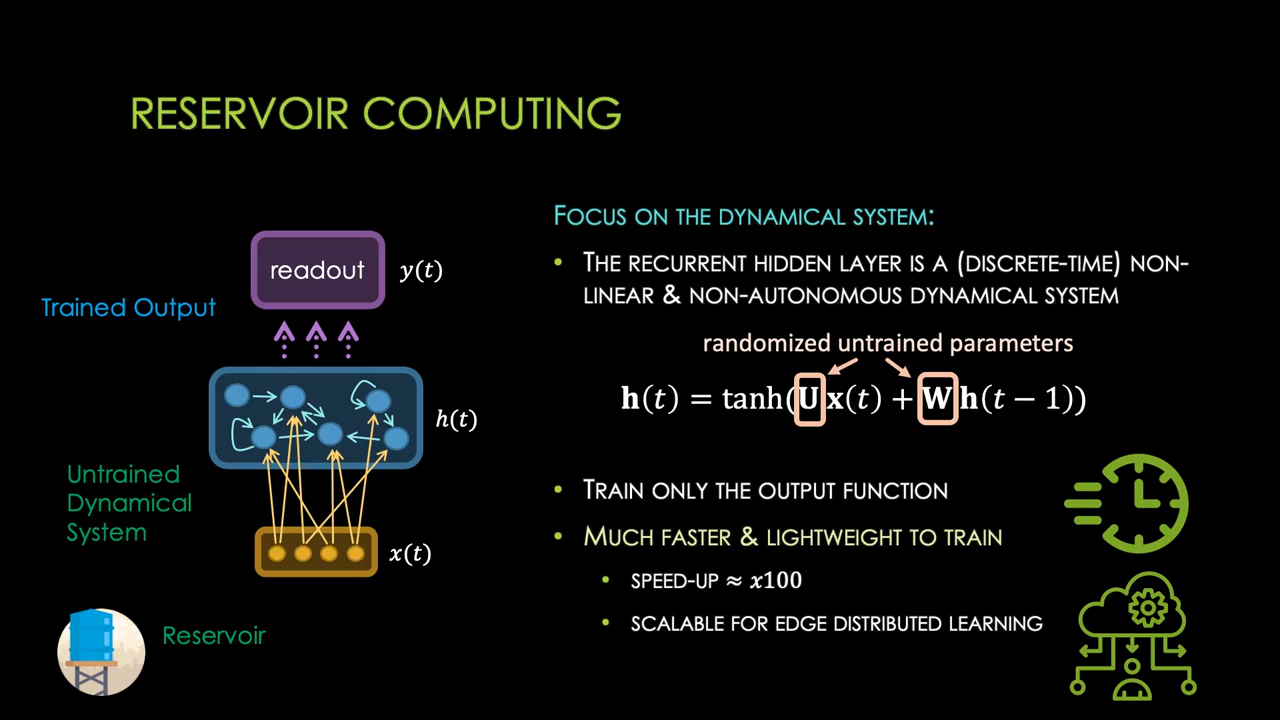 RESERVOIR COMPUTING
readout
y(t)
Trained Output
h(t)
Untrained
Dynamical
System
x(t)
Reservoir
FOCUS ON THE DYNAMICAL SYSTEM:
• THE RECURRENT HIDDEN LAYER IS A (DISCRETE-TIME) NON-
LINEAR & NON-AUTONOMOUS DYNAMICAL SYSTEM
randomized untrained parameters
h(t) = tanh(Ux(t) + Wh(t − 1))
• TRAIN ONLY THE OUTPUT FUNCTION
• MUCH FASTER & LIGHTWEIGHT TO TRAIN
• SPEED-UP ≈ x100
• SCALABLE FOR EDGE DISTRIBUTED LEARNING